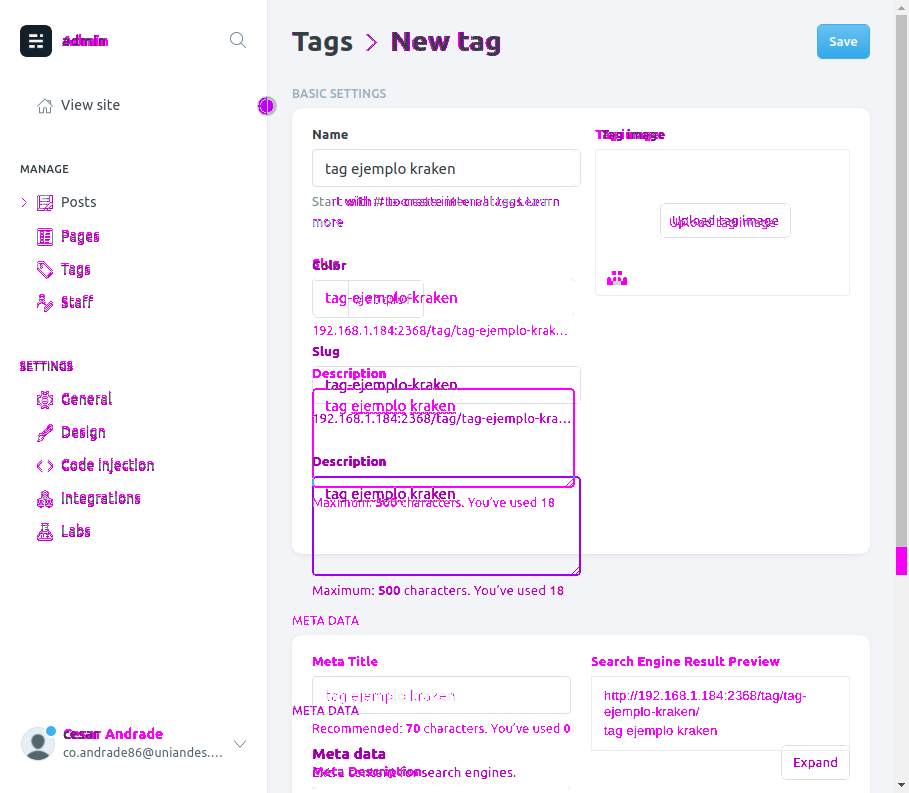 Admin
View site
MANAGE
Posts
Pages
Tags
Staff
SETTINGS
General
Design
Code injection
Integrations
Labs
Cesar Andrade
co.andrade86@uniandes....
Tags > New tag
Save
BASIC SETTINGS
Name
tag ejemplo kraken
Start with # to create internal tags Learn
more
Tag image
Upload tag image
Color
Slug
tag-ejemplo-kraken
192.168.1.184:2368/tag/tag-ejemplo-krak...
Slug
Description
tag-ejemplo-kraken
tag ejemplo kraken
192.168.1.184:2368/tag/tag-ejemplo-kra...
Description
tag ejemplo kraken
Maximum: 500 characters. You've used 18
Maximum: 500 characters. You've used 18
META DATA
Meta Title
tag ejemplo kraken
META DATA
Recommended: 70 characters. You've used 0
Meta data
Extra content for search engines.
Meta Description
Search Engine Result Preview
http://192.168.1.184:2368/tag/tag-
ejemplo-kraken/
tag ejemplo kraken
Expand